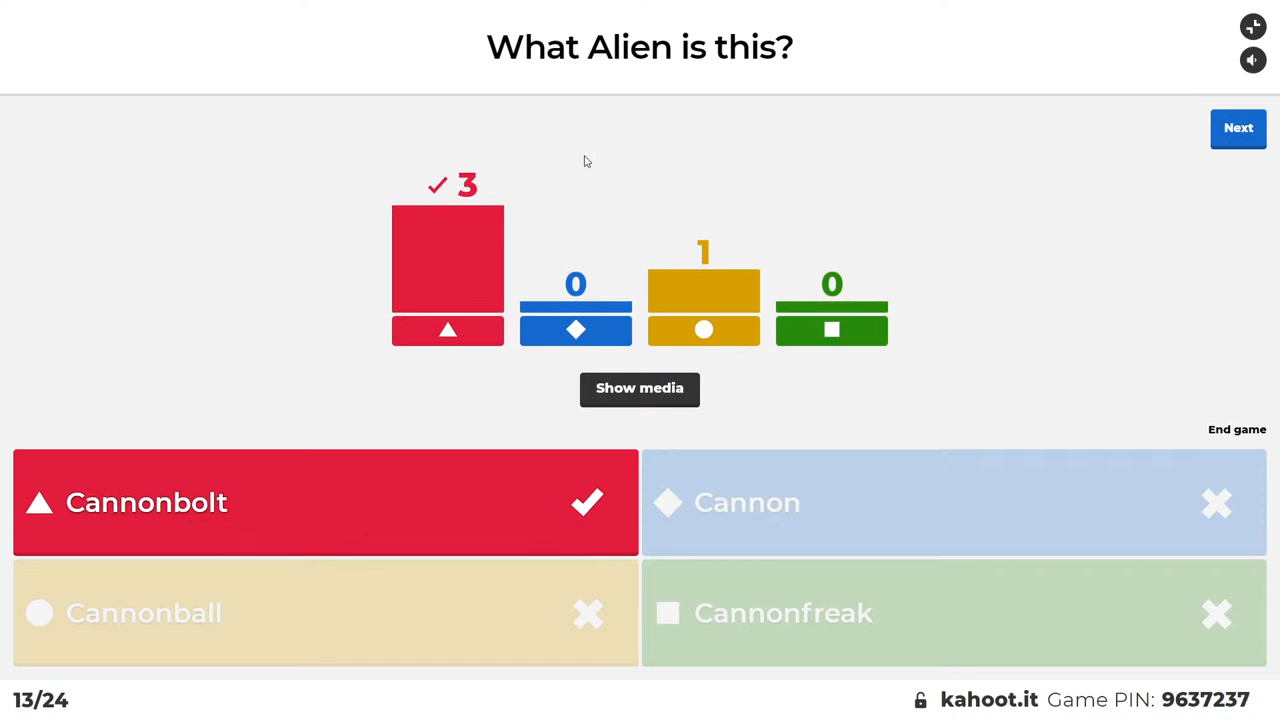 What Alien is this?
Next
3
0
1
0
Show media
End game
Cannonbolt
Cannon
Cannonball
Cannonfreak
13/24
kahoot.it Game PIN: 9637237